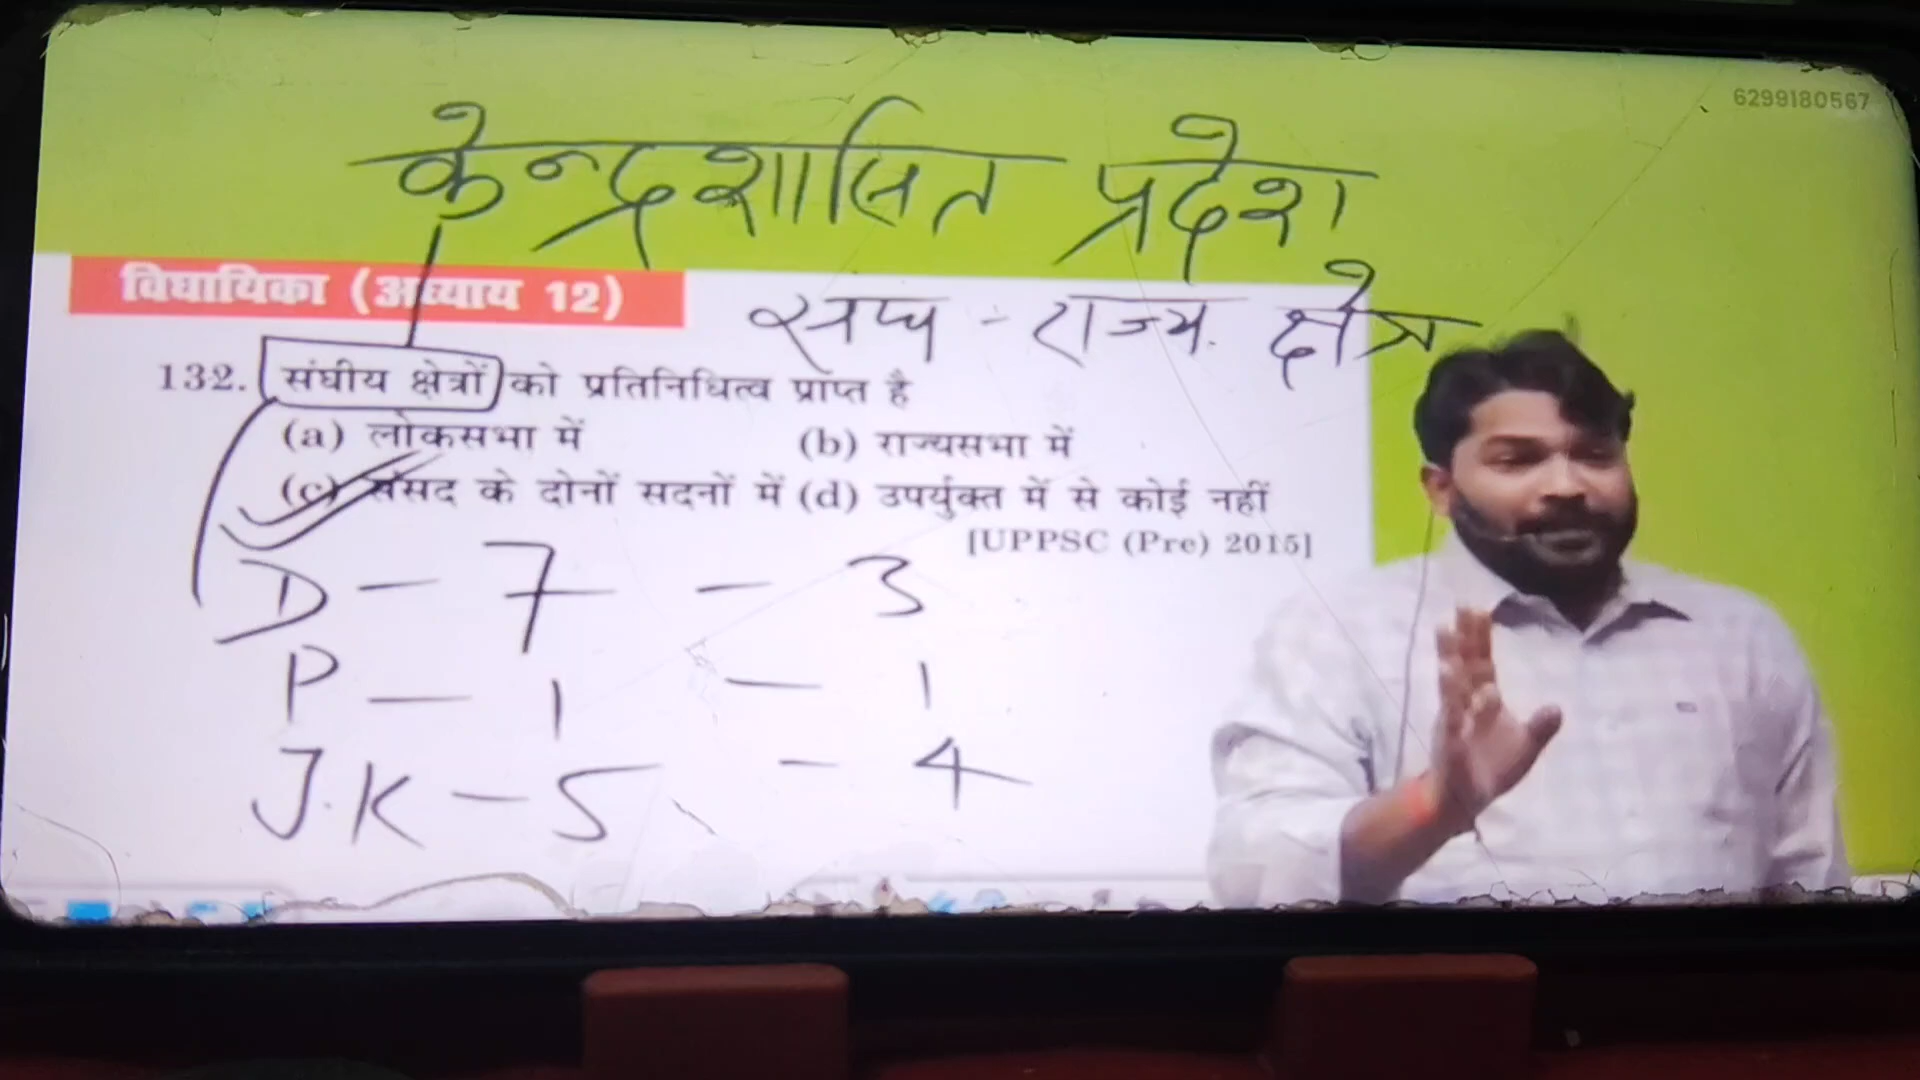 6299180567
केन्द्रशासित प्रदेश
विधायिका (अध्याय 12)
राज्य क्षेत्र
132. संघीय क्षेत्रों को प्रतिनिधित्व प्राप्त है
(a) लोकसभा में (b) राज्यसभा में
(c) संसद के दोनों सदनों में (d) उपर्युक्त में से कोई नहीं
[UPPSC (Pre) 2015]
D - 7 - 3
P - 1 - 1
J.K - 5 - 4